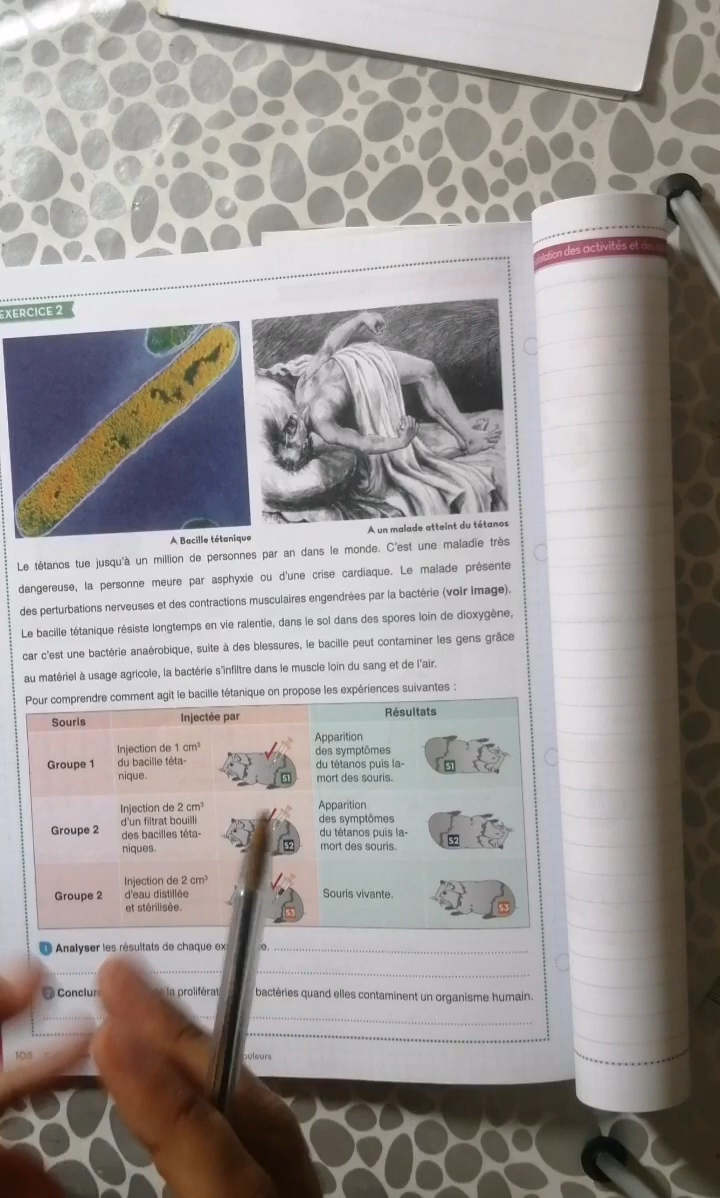 EXERCICE 2
A Bacille tétanique
A un malade atteint du tétanos
Le tétanos tue jusqu'à un million de personnes par an dans le monde. C'est une maladie très
dangereuse, la personne meure par asphyxie ou d'une crise cardiaque. Le malade présente
des perturbations nerveuses et des contractions musculaires engendrées par la bactérie (voir image).
Le bacille tétanique résiste longtemps en vie ralentie, dans le sol dans des spores loin de dioxygène,
car c'est une bactérie anaérobique, suite à des blessures, le bacille peut contaminer les gens grâce
au matériel à usage agricole, la bactérie s'infiltre dans le muscle loin du sang et de l'air.
Pour comprendre comment agit le bacille tétanique on propose les expériences suivantes :
Souris Injectée par Résultats
Groupe 1
Injection de 1 cm³
du bacille téta-
nique.
S1
Apparition
des symptômes
du tétanos puis la-
mort des souris.
S1
Groupe 2
Injection de 2 cm³
d'un filtrat bouilli
des bacilles téta-
niques.
S2
Apparition
des symptômes
du tétanos puis la-
mort des souris.
S2
Groupe 2
Injection de 2 cm³
d'eau distillée
et stérilisée.
S3
Souris vivante.
S3
1 Analyser les résultats de chaque
bactéries quand elles contaminent un organisme humain.
108
des activités et